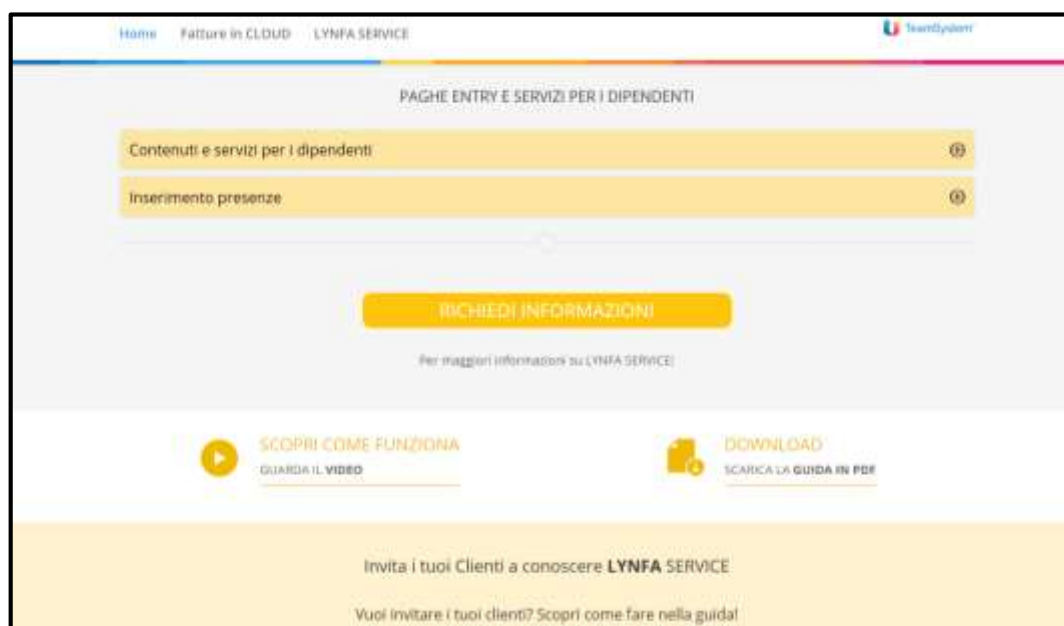 Home Fatture in CLOUD LYNFA SERVICE
TeamSystem
PAGHE ENTRY E SERVIZI PER I DIPENDENTI
Contenuti e servizi per i dipendenti
Inserimento presenze
RICHIEDI INFORMAZIONI
Per maggiori informazioni su LYNFA SERVICE!
SCOPRI COME FUNZIONA
GUARDA IL VIDEO
DOWNLOAD
SCARICA LA GUIDA IN PDF
Invita i tuoi Clienti a conoscere LYNFA SERVICE
Vuoi invitare i tuoi clienti? Scopri come fare nella guida!